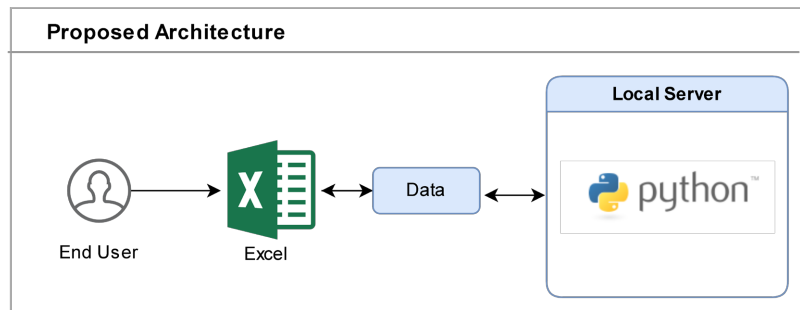 Proposed Architecture
Local Server
X
python™
Data
End User
Excel